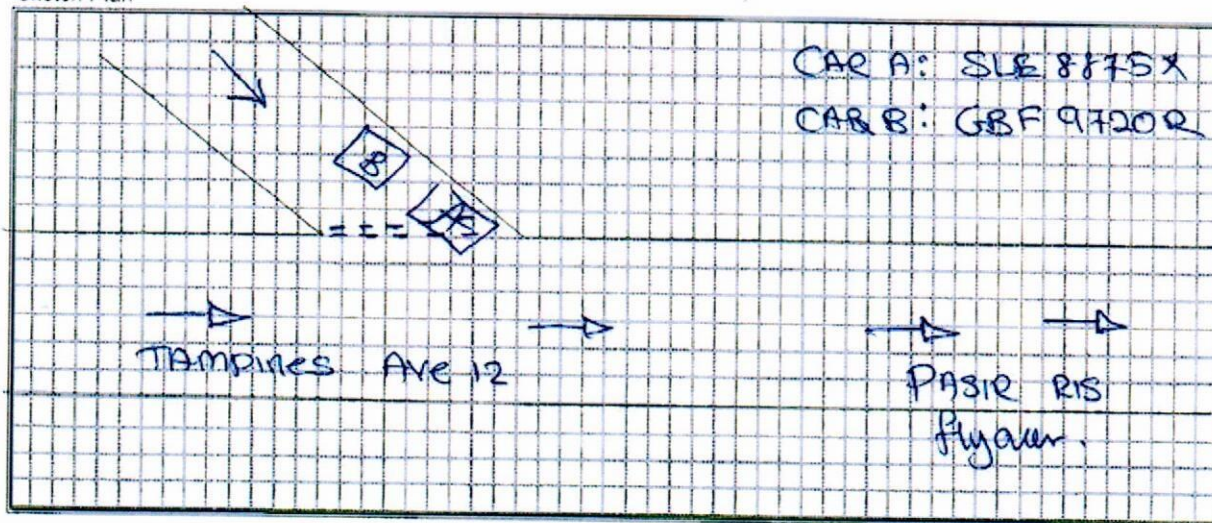 CAR A: SLE 8875X
CAR B: GBF 9720R
B
A
TAMPINES AVE 12
PASIR RIS
flyover.